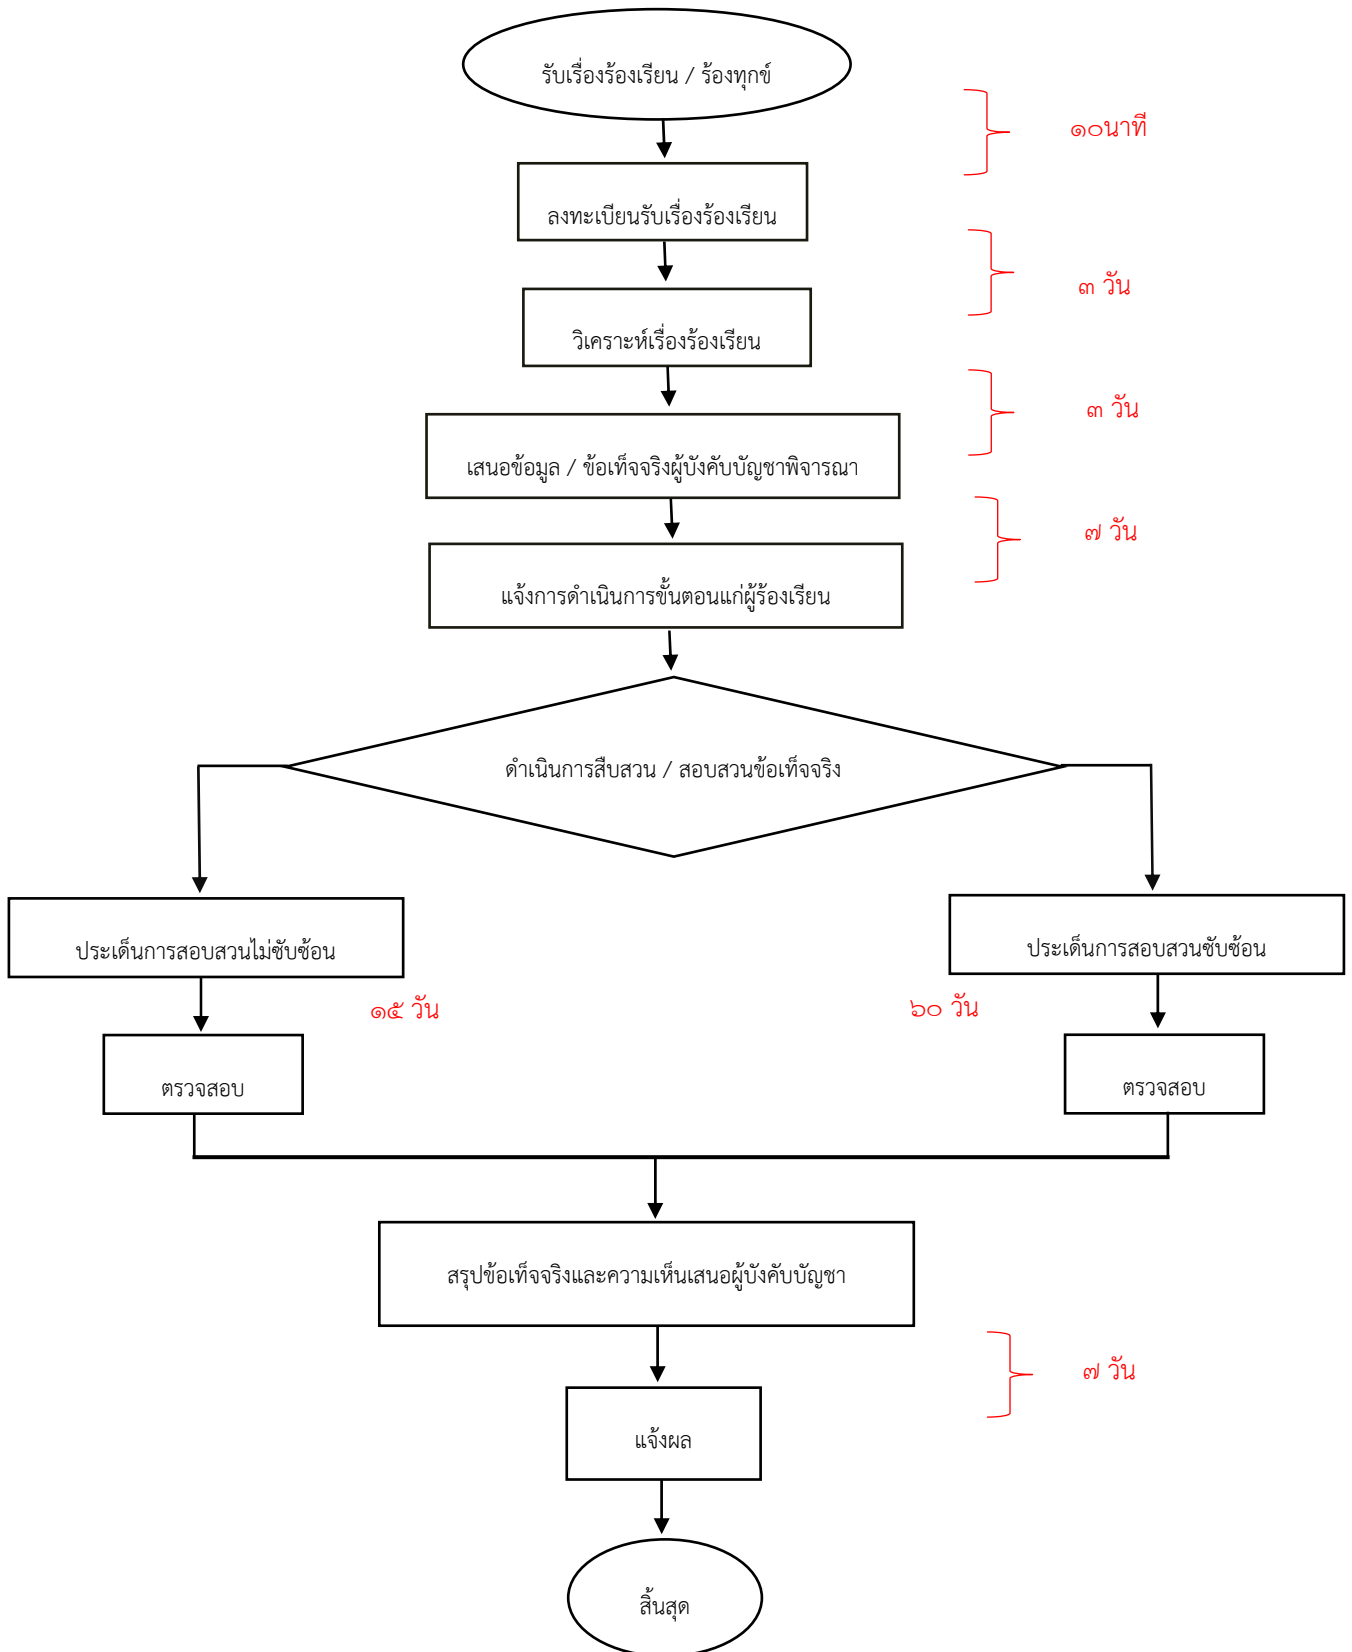 รับเรื่องร้องเรียน / ร้องทุกข์
๑๐นาที
ลงทะเบียนรับเรื่องร้องเรียน
๓ วัน
วิเคราะห์เรื่องร้องเรียน
๓ วัน
เสนอข้อมูล / ข้อเท็จจริงผู้บังคับบัญชาพิจารณา
๗ วัน
แจ้งการดำเนินการขั้นตอนแก่ผู้ร้องเรียน
ดำเนินการสืบสวน / สอบสวนข้อเท็จจริง
ประเด็นการสอบสวนไม่ซับซ้อน
ประเด็นการสอบสวนซับซ้อน
๑๕ วัน
๖๐ วัน
ตรวจสอบ
ตรวจสอบ
สรุปข้อเท็จจริงและความเห็นเสนอผู้บังคับบัญชา
๗ วัน
แจ้งผล
สิ้นสุด